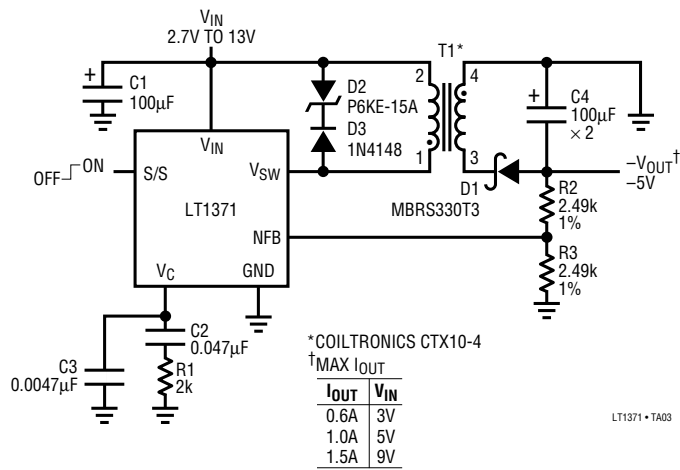 VIN
2.7V TO 13V
T1*
+
C1
100µF
D2
P6KE-15A
D3
1N4148
2
4
1
3
+
C4
100µF
× 2
VIN
ON
OFF
S/S
VSW
LT1371
NFB
VC
GND
D1
MBRS330T3
–VOUT†
–5V
R2
2.49k
1%
R3
2.49k
1%
C2
0.047µF
C3
0.0047µF
R1
2k
*COILTRONICS CTX10-4
†MAX IOUT
IOUT VIN
0.6A 3V
1.0A 5V
1.5A 9V
LT1371 • TA03